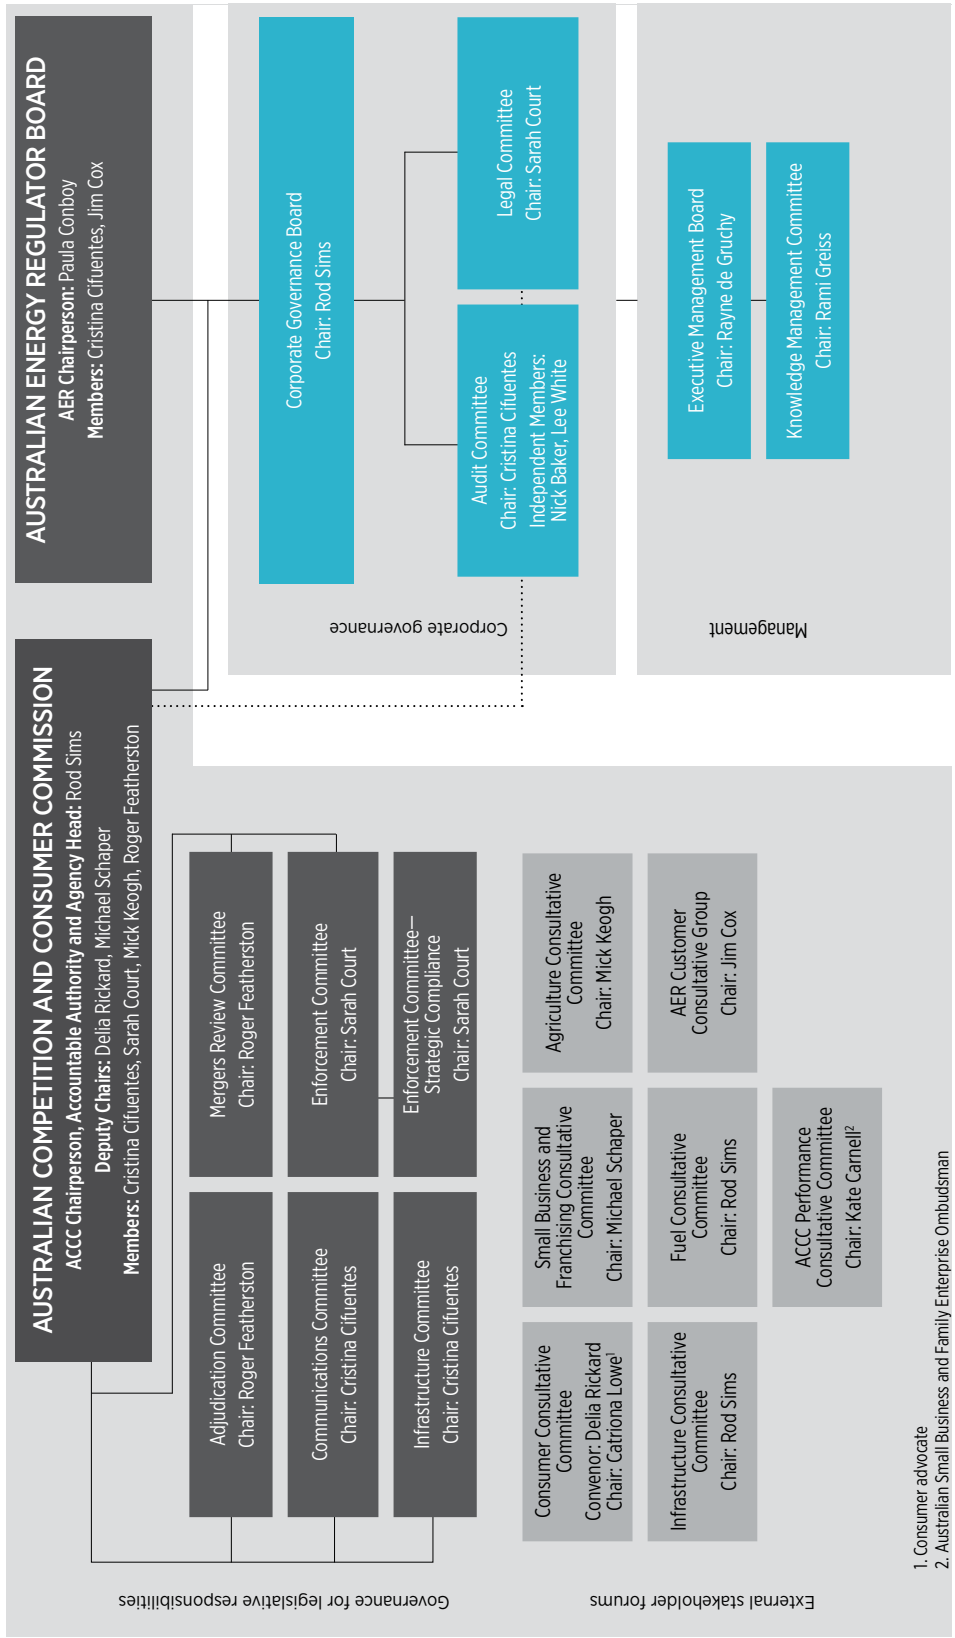 AUSTRALIAN COMPETITION AND CONSUMER COMMISSION
ACCC Chairperson, Accountable Authority and Agency Head: Rod Sims
Deputy Chairs: Delia Rickard, Michael Schaper
Members: Cristina Cifuentes, Sarah Court, Mick Keogh, Roger Featherston
AUSTRALIAN ENERGY REGULATOR BOARD
AER Chairperson: Paula Conboy
Members: Cristina Cifuentes, Jim Cox
Governance for legislative responsibilities
Adjudication Committee
Chair: Roger Featherston
Mergers Review Committee
Chair: Roger Featherston
Communications Committee
Chair: Cristina Cifuentes
Enforcement Committee
Chair: Sarah Court
Infrastructure Committee
Chair: Cristina Cifuentes
Enforcement Committee—
Strategic Compliance
Chair: Sarah Court
External stakeholder forums
Consumer Consultative
Committee
Convenor: Delia Rickard
Chair: Catriona Lowe¹
Small Business and
Franchising Consultative
Committee
Chair: Michael Schaper
Agriculture Consultative
Committee
Chair: Mick Keogh
Infrastructure Consultative
Committee
Chair: Rod Sims
Fuel Consultative
Committee
Chair: Rod Sims
AER Customer
Consultative Group
Chair: Jim Cox
ACCC Performance
Consultative Committee
Chair: Kate Carnell²
Corporate governance
Corporate Governance Board
Chair: Rod Sims
Audit Committee
Chair: Cristina Cifuentes
Independent Members:
Nick Baker, Lee White
Legal Committee
Chair: Sarah Court
Management
Executive Management Board
Chair: Rayne de Gruchy
Knowledge Management Committee
Chair: Rami Greiss
1. Consumer advocate
2. Australian Small Business and Family Enterprise Ombudsman